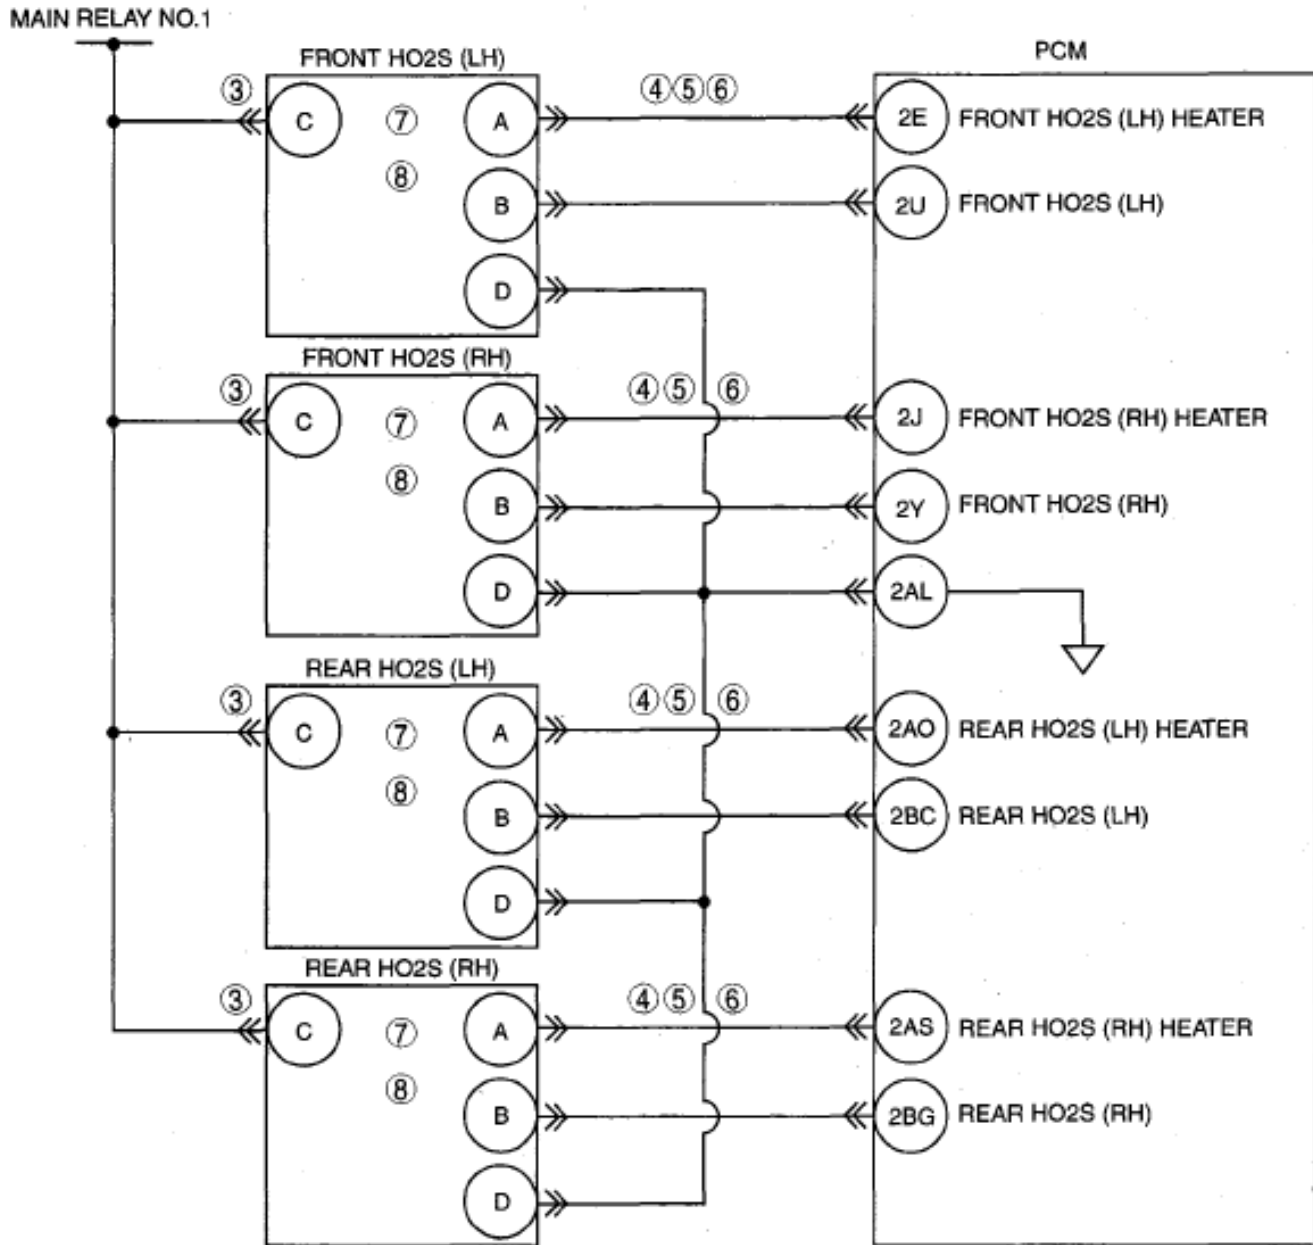 MAIN RELAY NO.1
FRONT HO2S (LH)
PCM
③ C ⑦ A ④⑤⑥ 2E FRONT HO2S (LH) HEATER
⑧
B 2U FRONT HO2S (LH)
D
FRONT HO2S (RH)
③ C ⑦ A ④⑤ ⑥ 2J FRONT HO2S (RH) HEATER
⑧
B 2Y FRONT HO2S (RH)
D 2AL
REAR HO2S (LH)
③ C ⑦ A ④⑤ ⑥ 2AO REAR HO2S (LH) HEATER
⑧
B 2BC REAR HO2S (LH)
D
REAR HO2S (RH)
③ C ⑦ A ④⑤ ⑥ 2AS REAR HO2S (RH) HEATER
⑧
B 2BG REAR HO2S (RH)
D